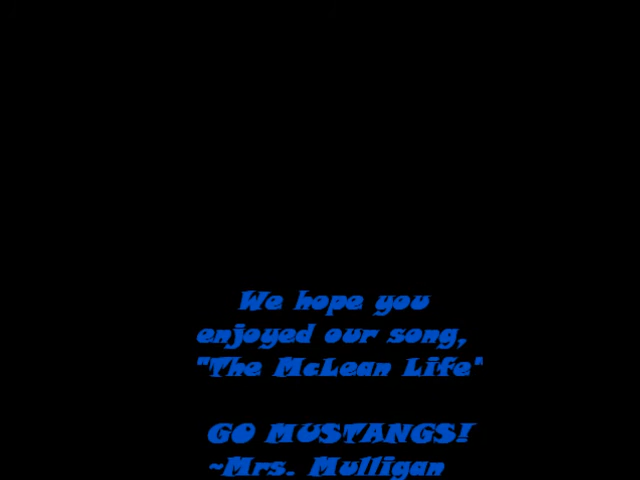 We hope you
enjoyed our song,
"The McLean Life"
GO MUSTANGS!
~Mrs. Mulligan